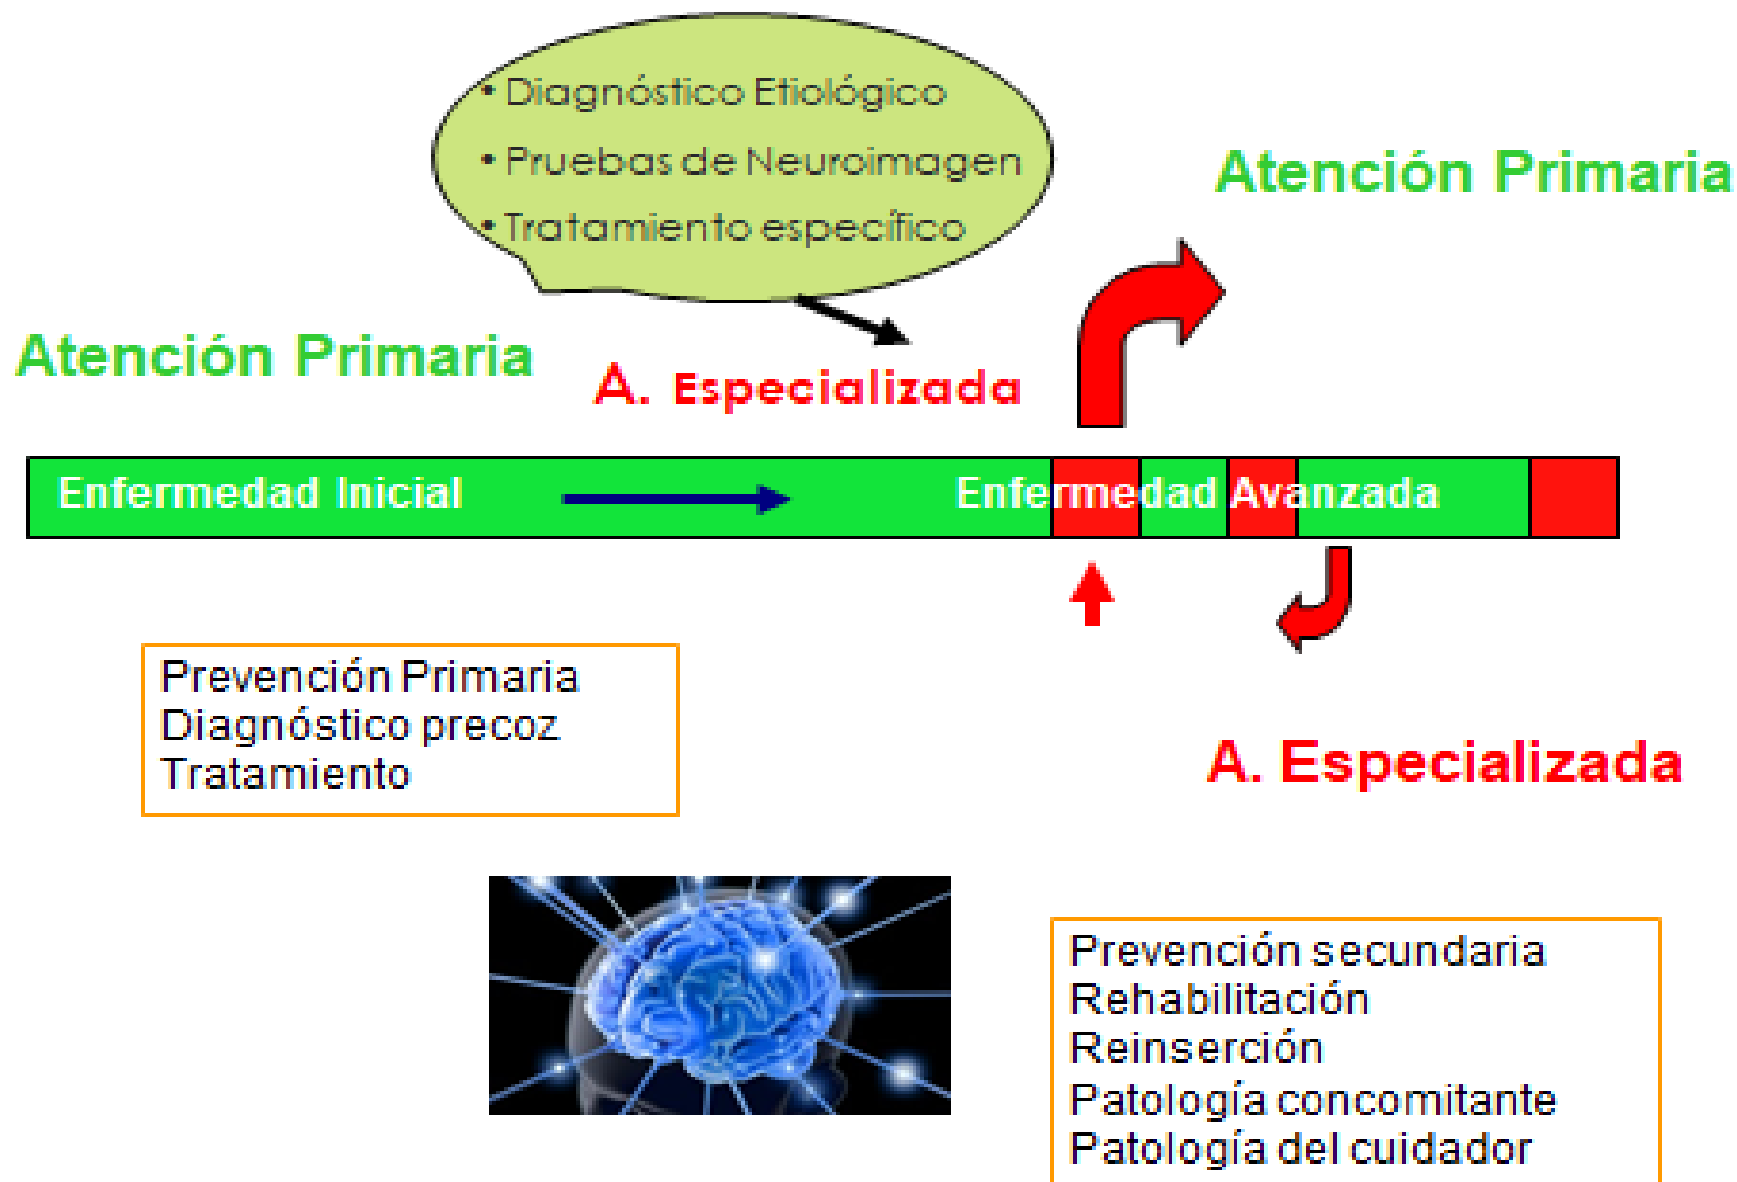 • Diagnóstico Etiológico
• Pruebas de Neuroimagen
• Tratamiento específico
Atención Primaria
Atención Primaria
A. Especializada
Enfermedad Inicial
Enfermedad Avanzada
Prevención Primaria
Diagnóstico precoz
Tratamiento
A. Especializada
Prevención secundaria
Rehabilitación
Reinserción
Patología concomitante
Patología del cuidador